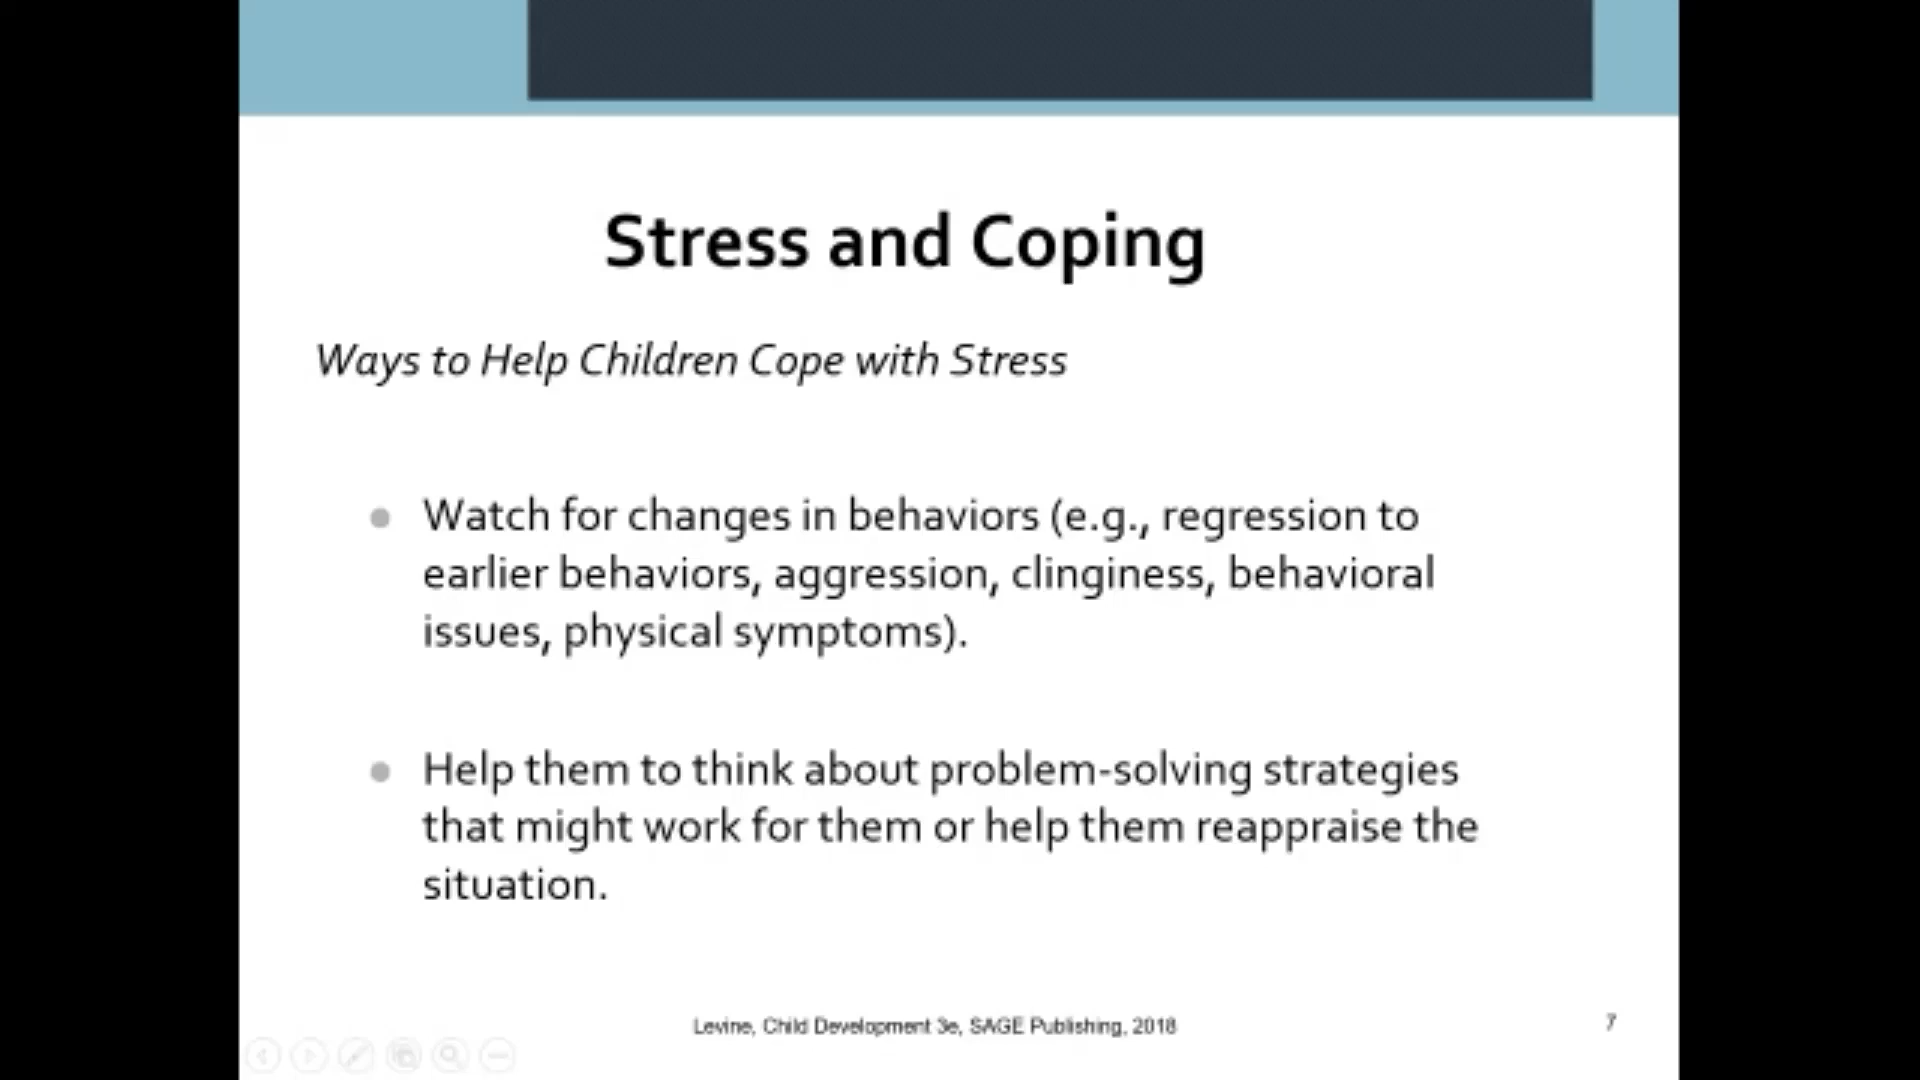 Stress and Coping
Ways to Help Children Cope with Stress
Watch for changes in behaviors (e.g., regression to
earlier behaviors, aggression, clinginess, behavioral
issues, physical symptoms).
Help them to think about problem-solving strategies
that might work for them or help them reappraise the
situation.
Levine, Child Development 3e, SAGE Publishing, 2018
7